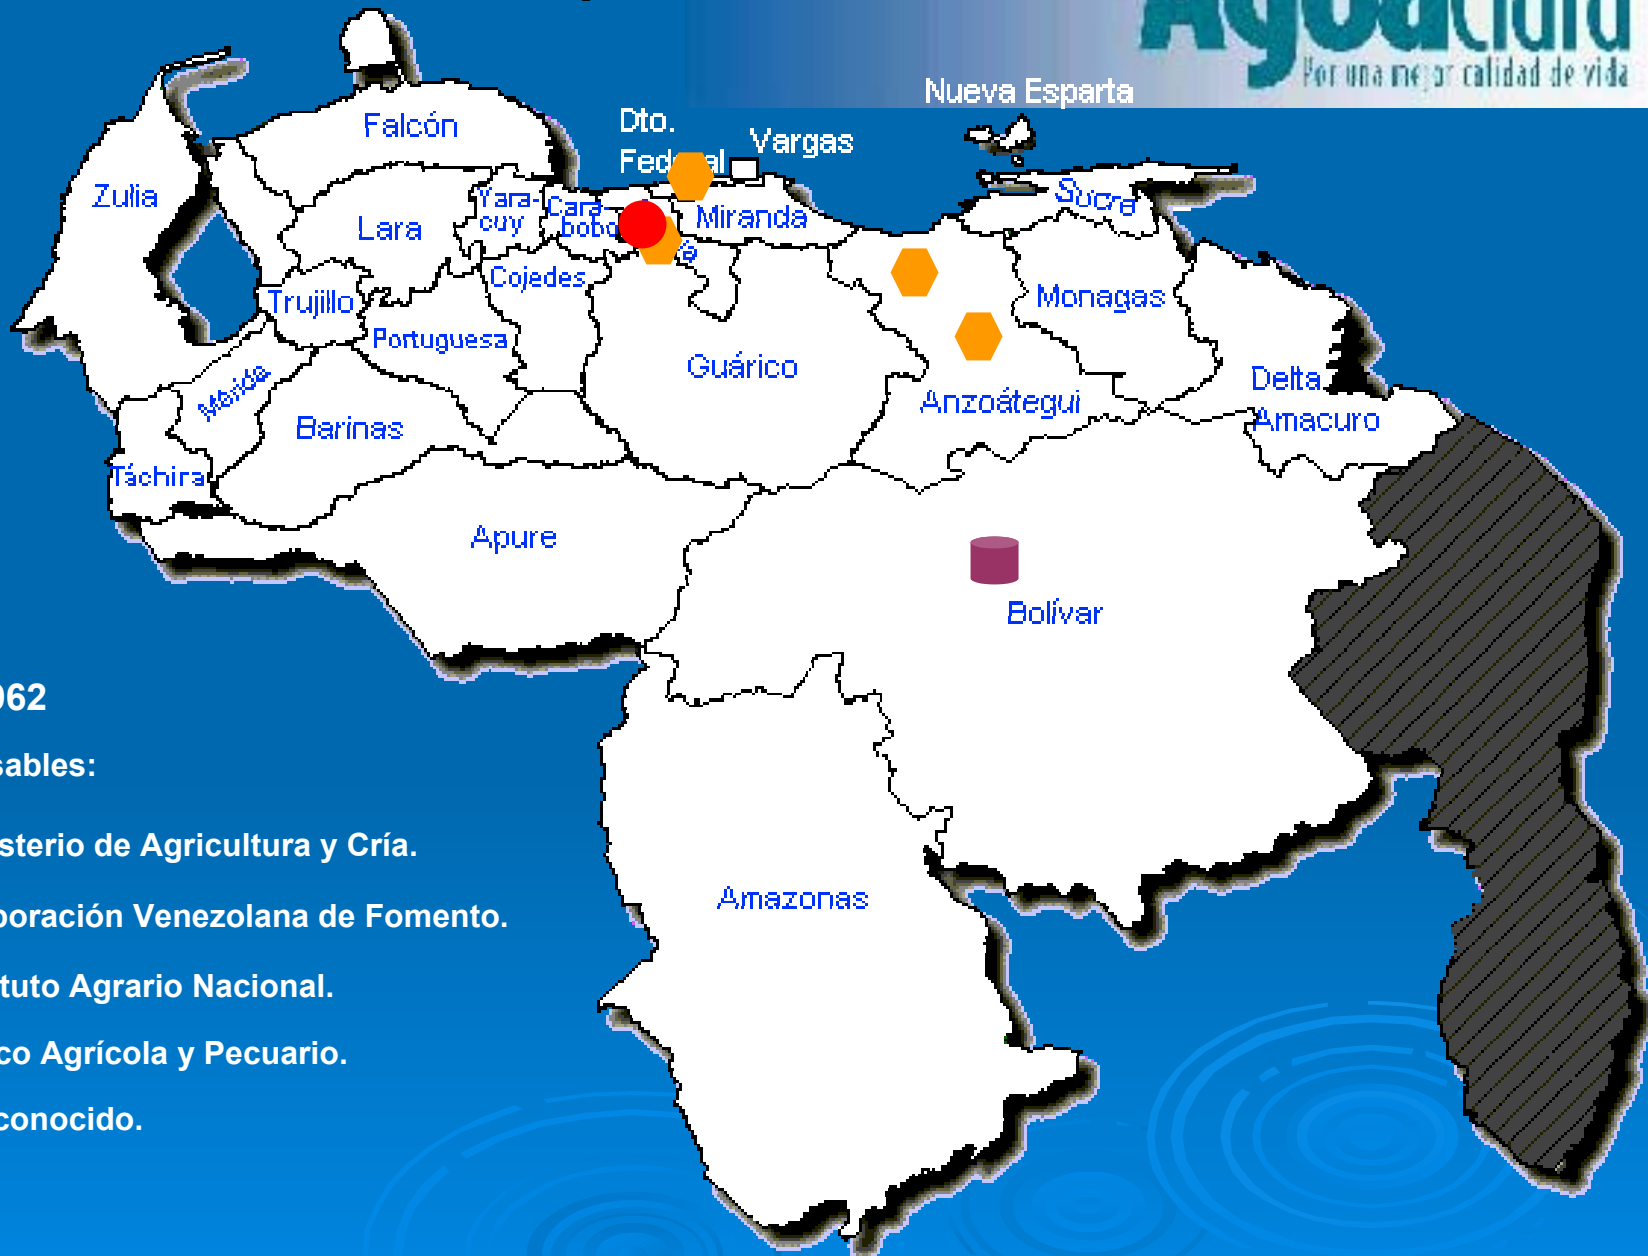 Aguaclara
Por una mejor calidad de vida
Nueva Esparta
Dto.
Vargas
Falcón
Zulia
Yara-
cuy
Cara-
bobo
Lara
Miranda
Sucre
Cojedes
Trujillo
Monagas
Portuguesa
Guárico
Mérida
Delta
Amacuro
Anzoátegui
Barinas
Táchira
Apure
Bolívar
Amazonas
962
sables:
sterio de Agricultura y Cría.
poración Venezolana de Fomento.
tuto Agrario Nacional.
co Agrícola y Pecuario.
conocido.